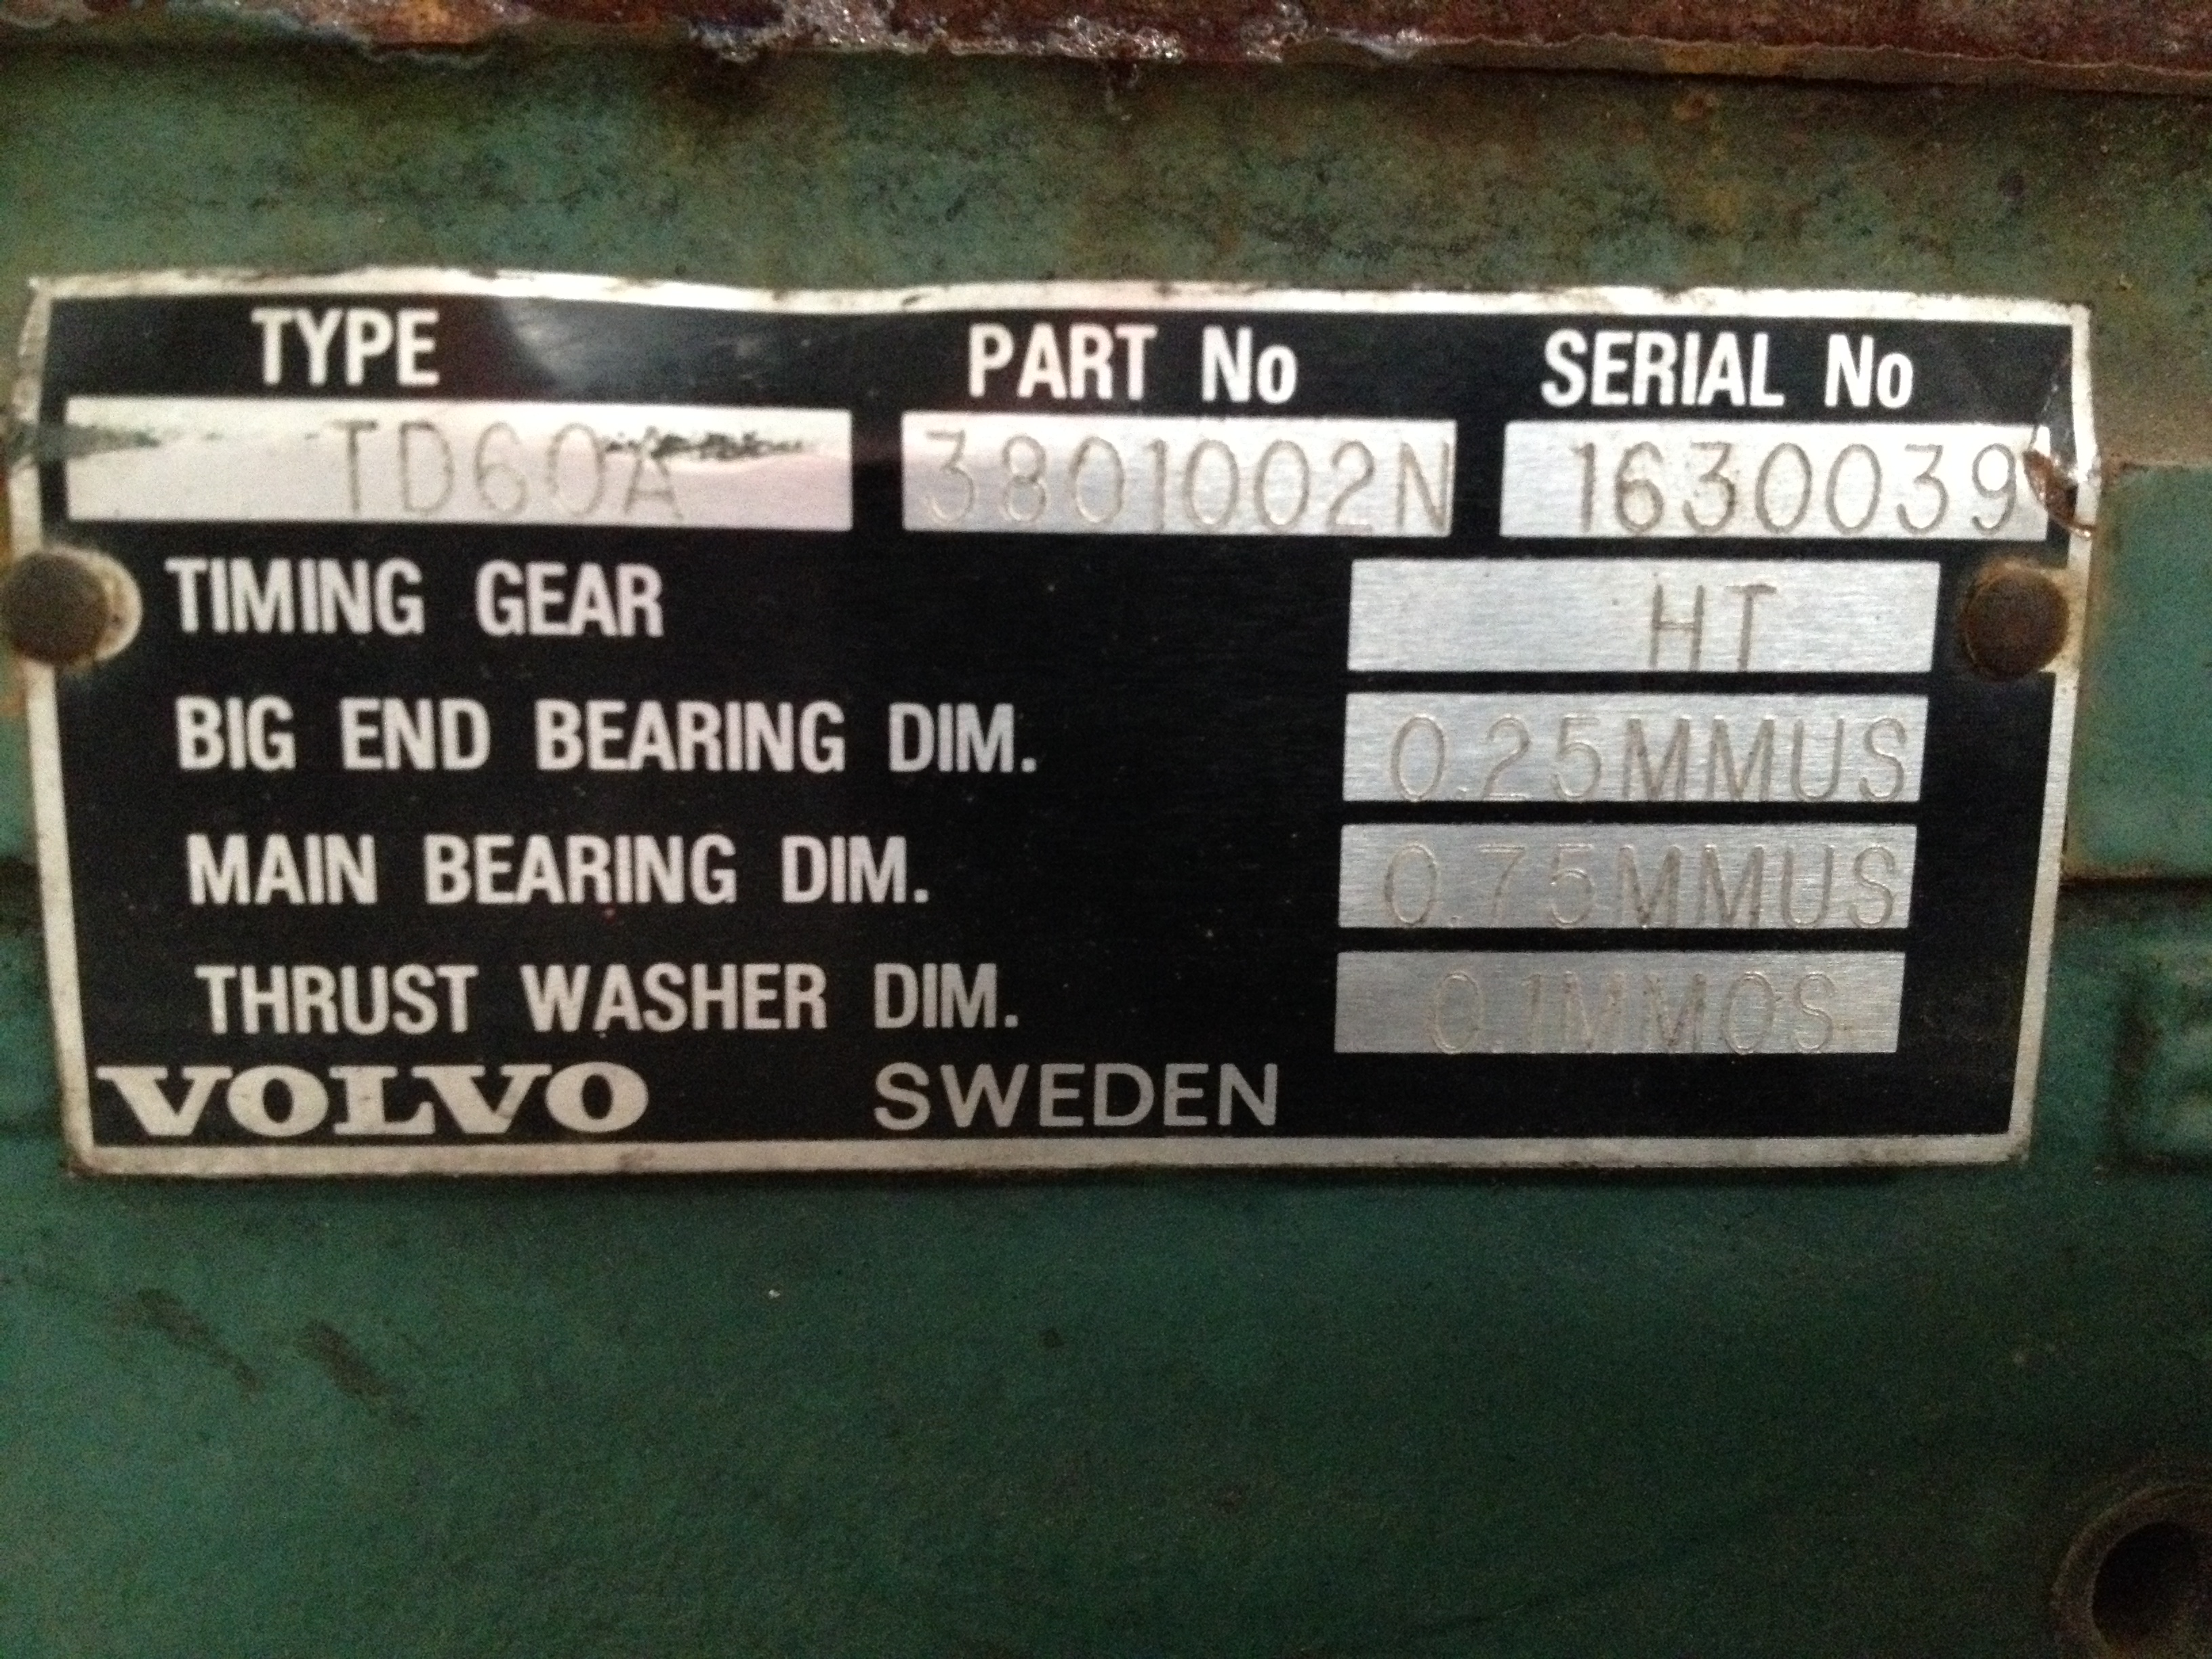 TYPE PART No SERIAL No
TD60A 3801002N 1630039
TIMING GEAR HT
BIG END BEARING DIM. 0.25MMUS
MAIN BEARING DIM. 0.75MMUS
THRUST WASHER DIM. 0.1MMOS
VOLVO SWEDEN